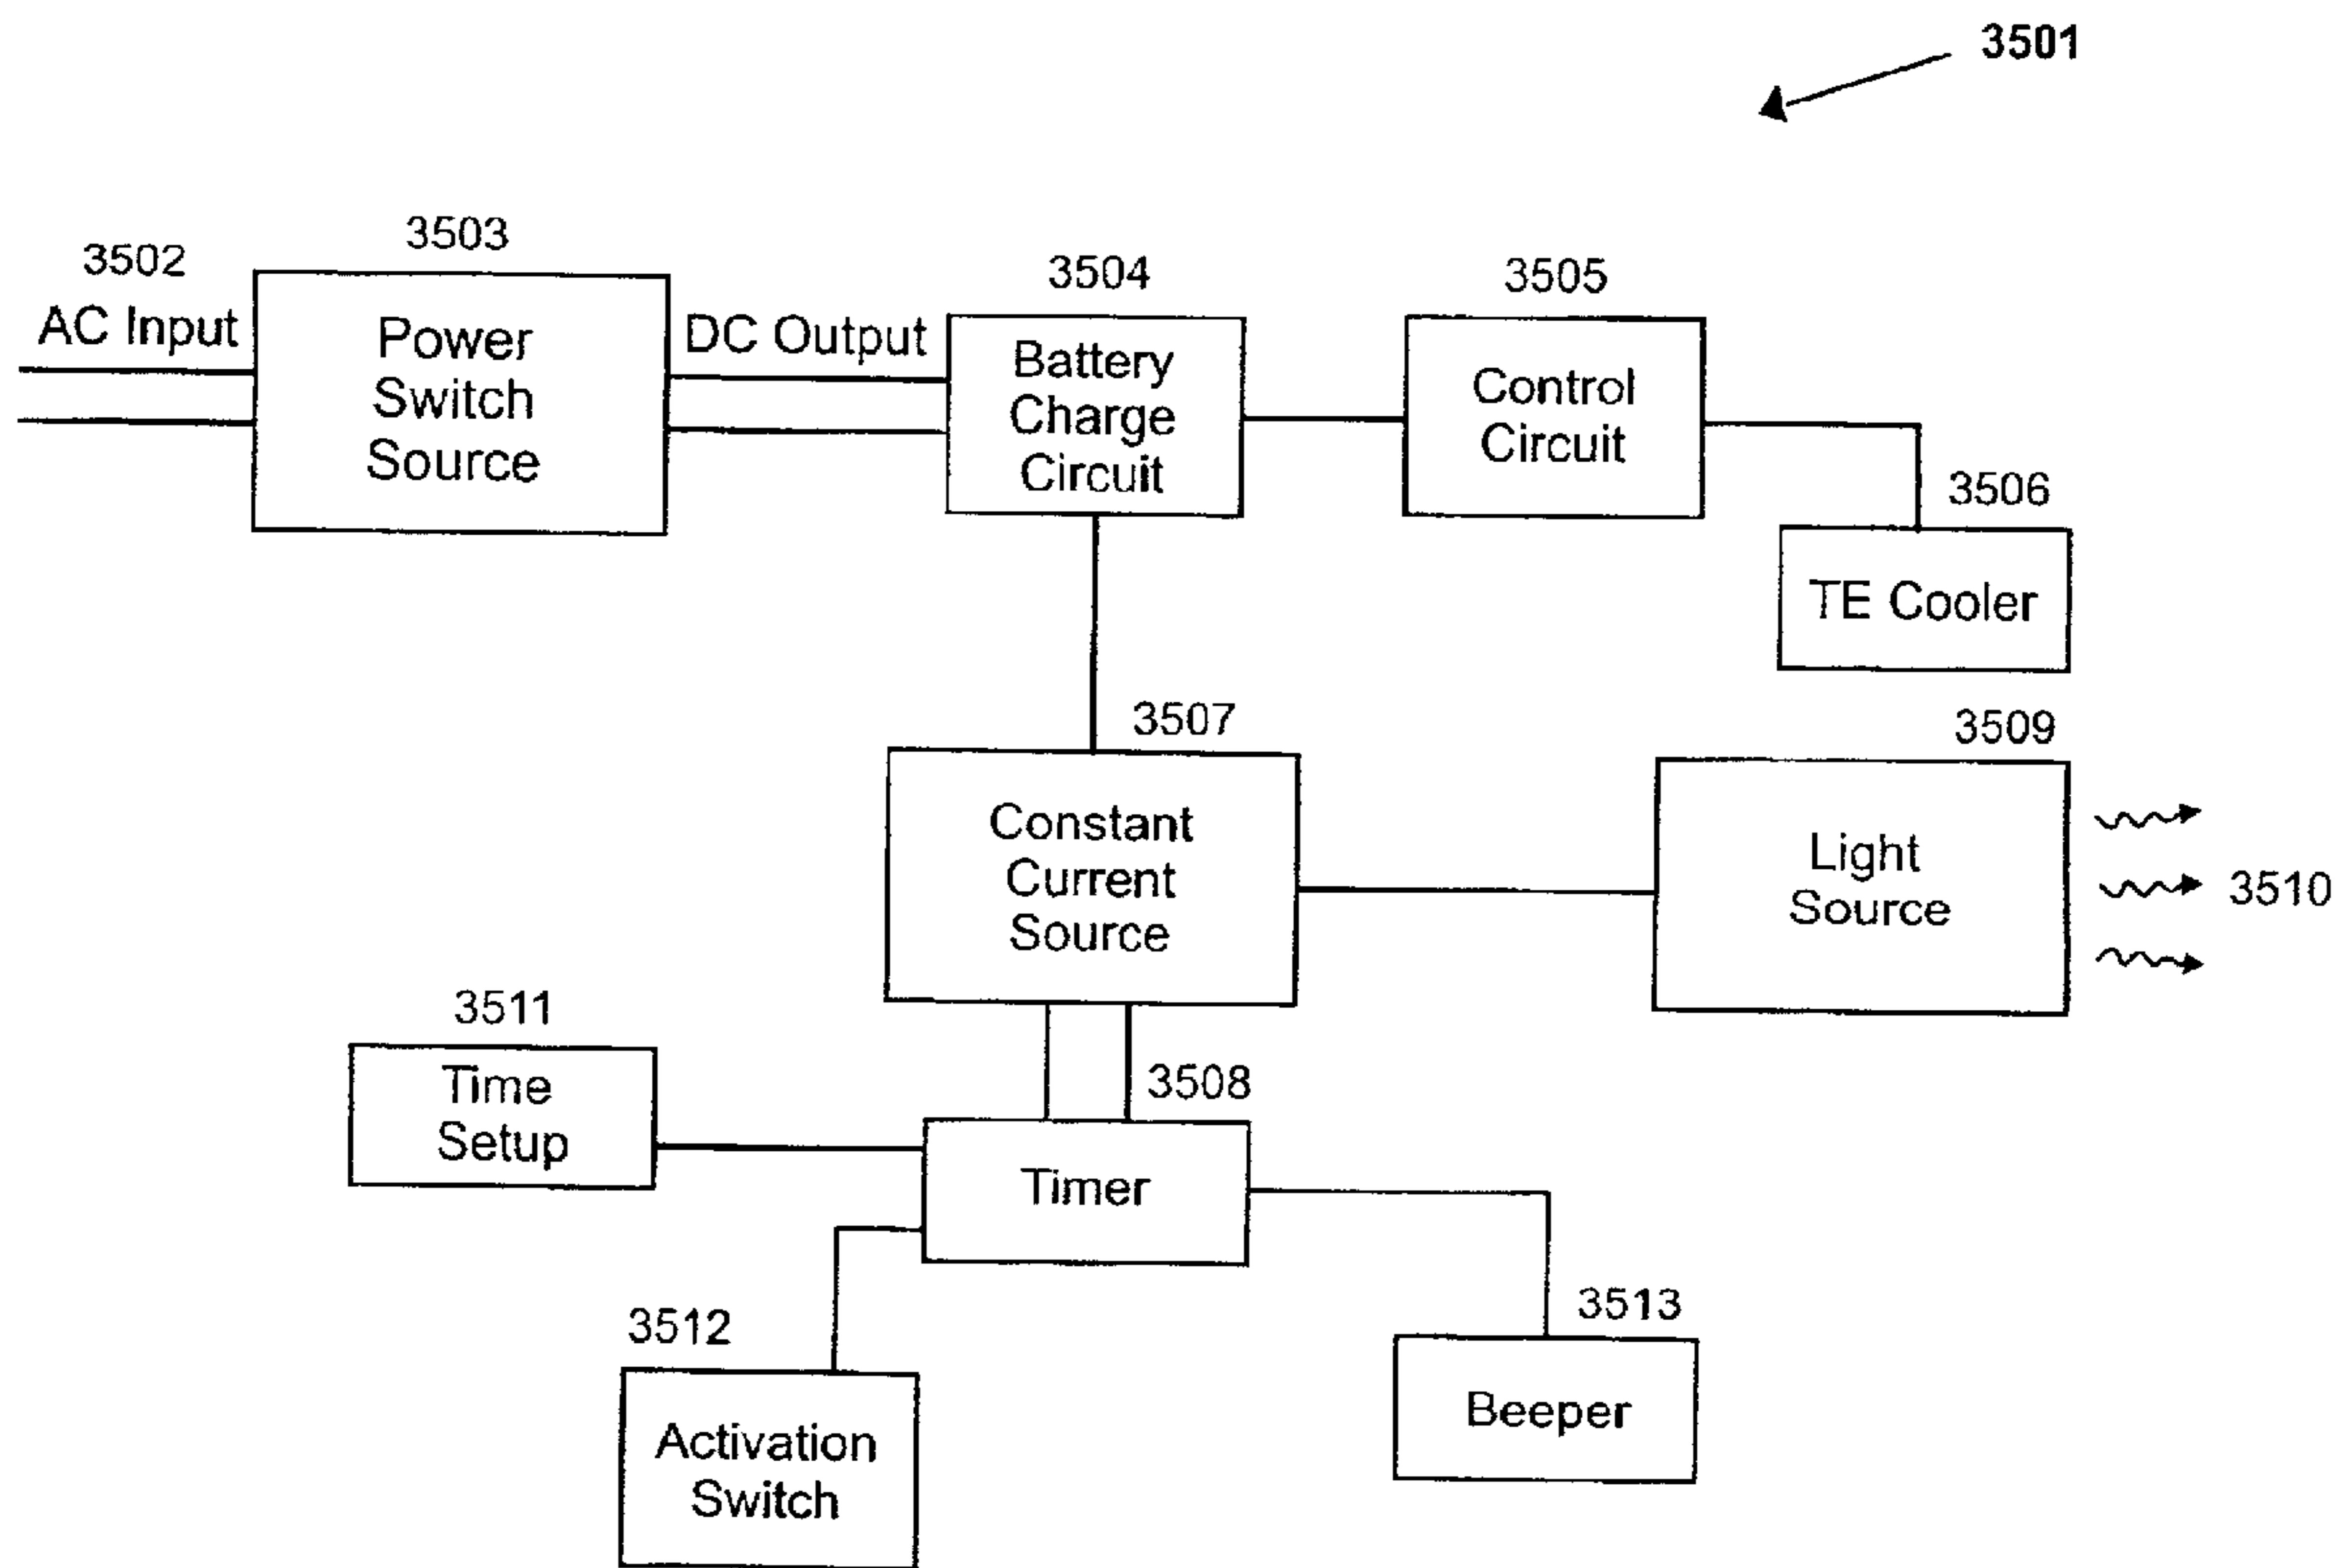 3501
3502
AC Input
3503
Power
Switch
Source
DC Output
3504
Battery
Charge
Circuit
3505
Control
Circuit
3506
TE Cooler
3507
Constant
Current
Source
3509
Light
Source
3510
3511
Time
Setup
3508
Timer
3512
Activation
Switch
3513
Beeper